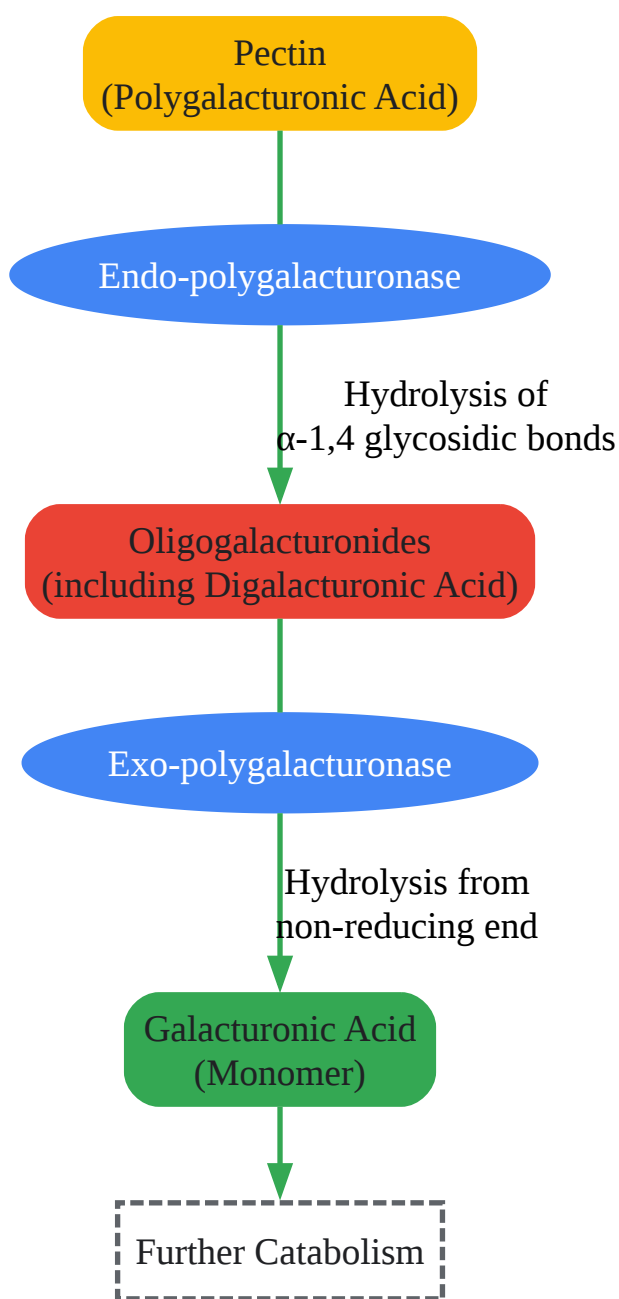 Pectin
(Polygalacturonic Acid)
Endo-polygalacturonase
Hydrolysis of
α-1,4 glycosidic bonds
Oligogalacturonides
(including Digalacturonic Acid)
Exo-polygalacturonase
Hydrolysis from
non-reducing end
Galacturonic Acid
(Monomer)
Further Catabolism